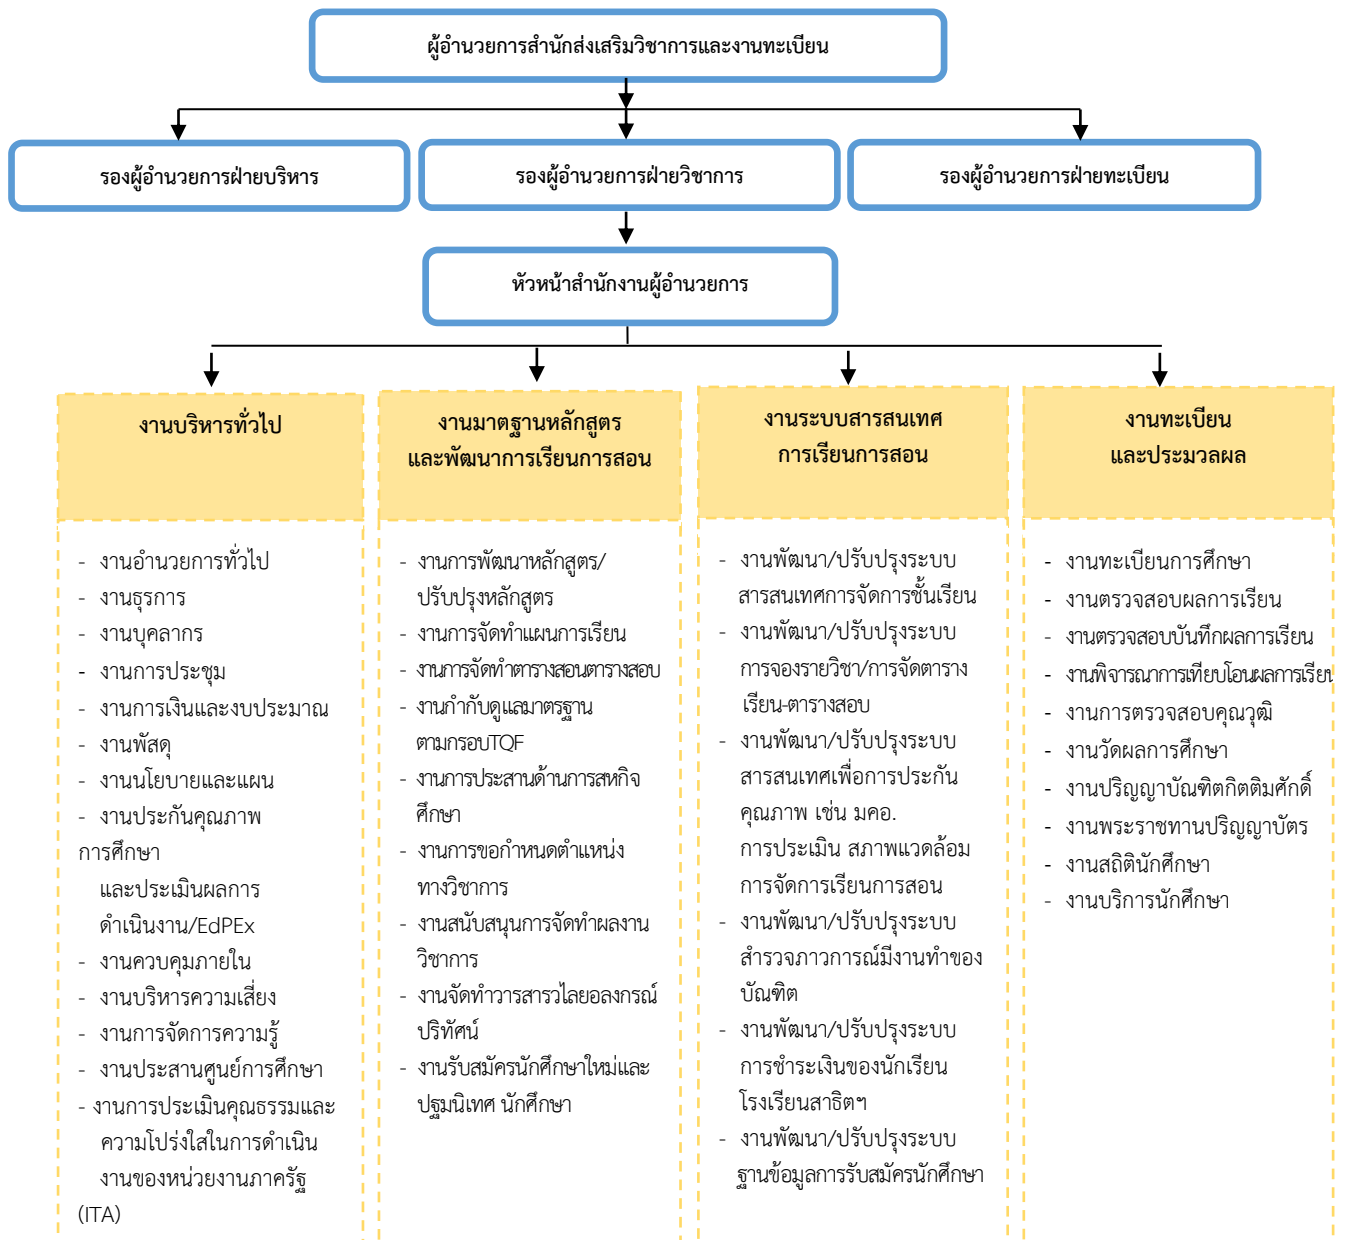 ผู้อำนวยการสำนักส่งเสริมวิชาการและงานทะเบียน
รองผู้อำนวยการฝ่ายบริหาร
รองผู้อำนวยการฝ่ายวิชาการ
รองผู้อำนวยการฝ่ายทะเบียน
หัวหน้าสำนักงานผู้อำนวยการ
งานบริหารทั่วไป
- งานอำนวยการทั่วไป
- งานธุรการ
- งานบุคลากร
- งานการประชุม
- งานการเงินและงบประมาณ
- งานพัสดุ
- งานนโยบายและแผน
- งานประกันคุณภาพ
การศึกษา
และประเมินผลการ
ดำเนินงาน/EdPEx
- งานควบคุมภายใน
- งานบริหารความเสี่ยง
- งานการจัดการความรู้
- งานประสานศูนย์การศึกษา
- งานการประเมินคุณธรรมและ
ความโปร่งใสในการดำเนิน
งานของหน่วยงานภาครัฐ
(ITA)
งานมาตฐานหลักสูตร
และพัฒนาการเรียนการสอน
- งานการพัฒนาหลักสูตร/
ปรับปรุงหลักสูตร
- งานการจัดทำแผนการเรียน
- งานการจัดทำตารางสอนตารางสอบ
- งานกำกับดูแลมาตรฐาน
ตามกรอบTQF
- งานการประสานด้านการสหกิจ
ศึกษา
- งานการขอกำหนดตำแหน่ง
ทางวิชาการ
- งานสนับสนุนการจัดทำผลงาน
วิชาการ
- งานจัดทำวารสารวไลยอลงกรณ์
ปริทัศน์
- งานรับสมัครนักศึกษาใหม่และ
ปฐมนิเทศ นักศึกษา
งานระบบสารสนเทศ
การเรียนการสอน
- งานพัฒนา/ปรับปรุงระบบ
สารสนเทศการจัดการชั้นเรียน
- งานพัฒนา/ปรับปรุงระบบ
การจองรายวิชา/การจัดตาราง
เรียน-ตารางสอบ
- งานพัฒนา/ปรับปรุงระบบ
สารสนเทศเพื่อการประกัน
คุณภาพ เช่น มคอ.
การประเมิน สภาพแวดล้อม
การจัดการเรียนการสอน
- งานพัฒนา/ปรับปรุงระบบ
สำรวจภาวการณ์มีงานทำของ
บัณฑิต
- งานพัฒนา/ปรับปรุงระบบ
การชำระเงินของนักเรียน
โรงเรียนสาธิตฯ
- งานพัฒนา/ปรับปรุงระบบ
ฐานข้อมูลการรับสมัครนักศึกษา
งานทะเบียน
และประมวลผล
- งานทะเบียนการศึกษา
- งานตรวจสอบผลการเรียน
- งานตรวจสอบบันทึกผลการเรียน
- งานพิจารณาการเทียบโอนผลการเรียน
- งานการตรวจสอบคุณวุฒิ
- งานวัดผลการศึกษา
- งานปริญญาบัณฑิตกิตติมศักดิ์
- งานพระราชทานปริญญาบัตร
- งานสถิตินักศึกษา
- งานบริการนักศึกษา